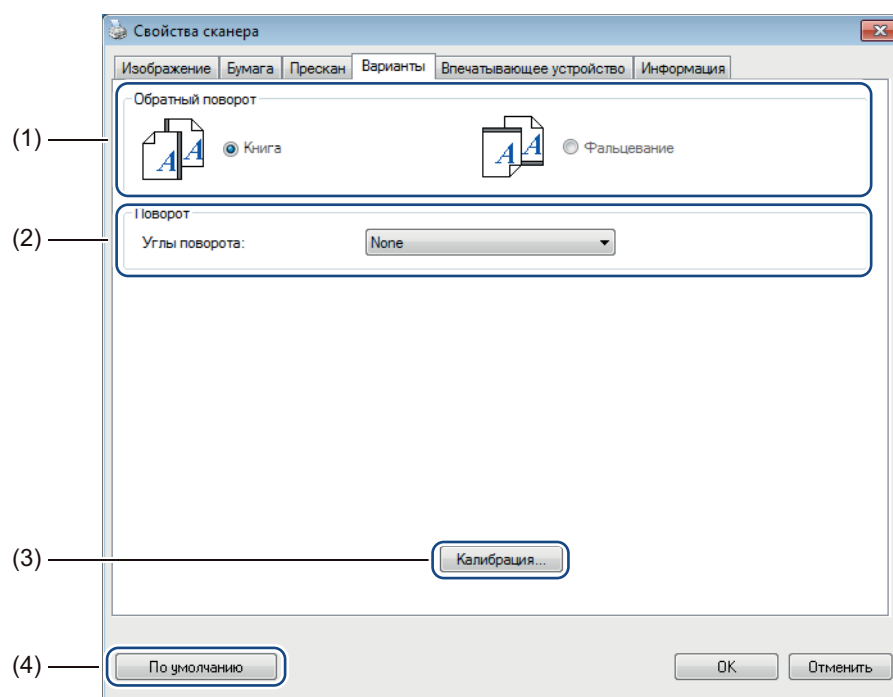 Свойства сканера
Изображение Бумага Прескан Варианты Впечатывающее устройство Информация
Обратный поворот
(1)
A A Книга A A Фальцевание
Поворот
(2)
Углы поворота: None
(3)
Калибрация...
(4)
По умолчанию OK Отменить